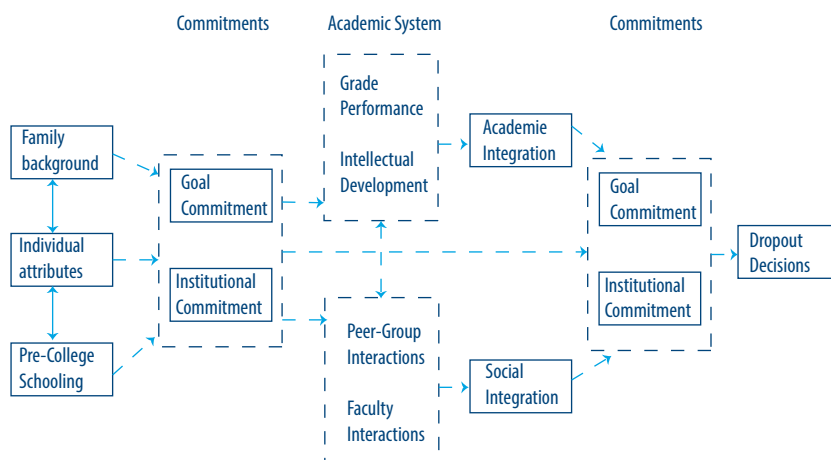 Commitments
Academic System
Commitments
Family
background
Individual
attributes
Pre-College
Schooling
Goal
Commitment
Institutional
Commitment
Grade
Performance
Intellectual
Development
Peer-Group
Interactions
Faculty
Interactions
Academie
Integration
Social
Integration
Goal
Commitment
Institutional
Commitment
Dropout
Decisions